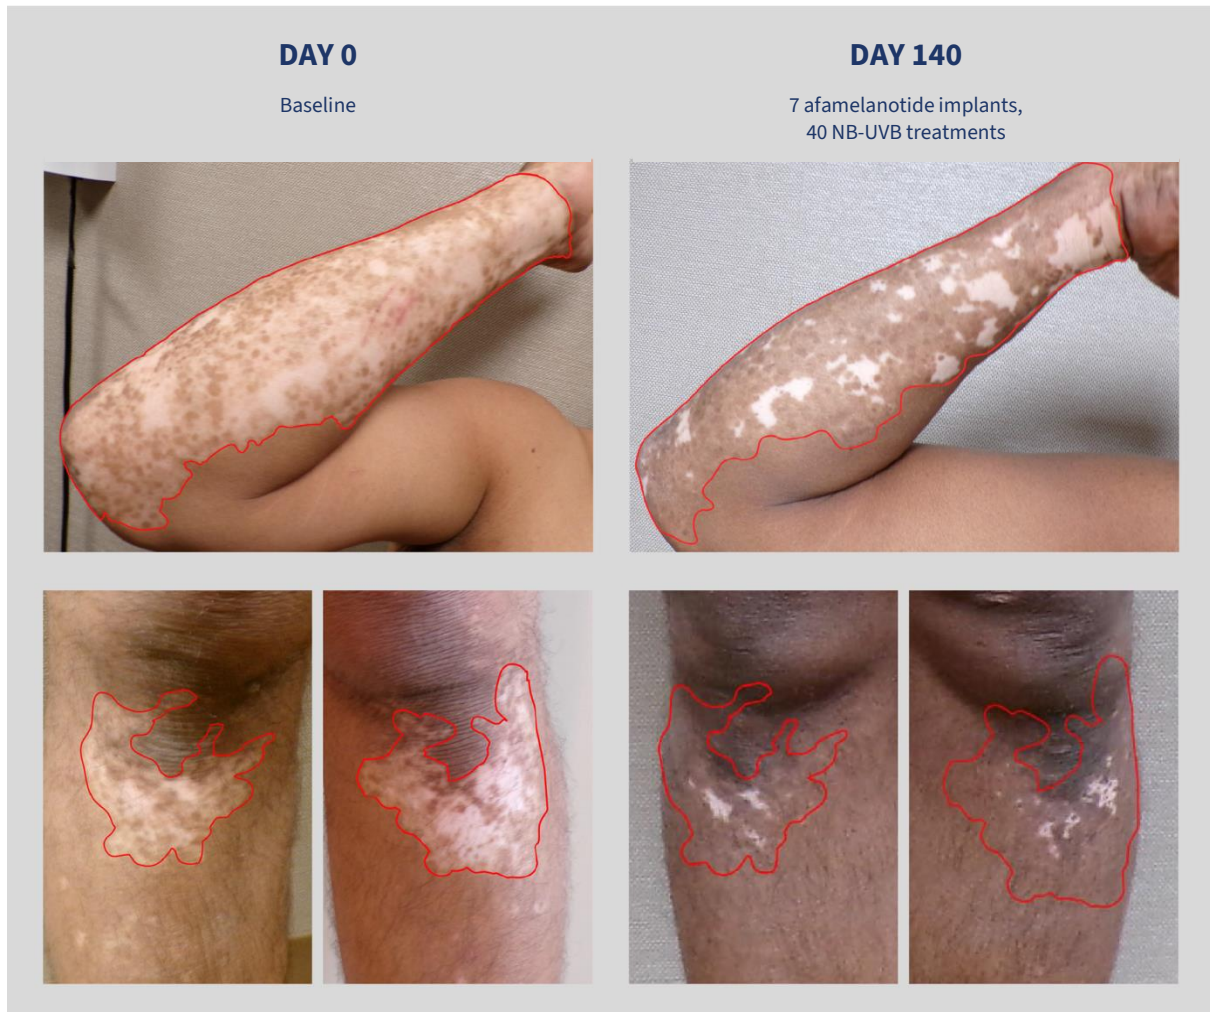 DAY 0
Baseline
DAY 140
7 afamelanotide implants,
40 NB-UVB treatments